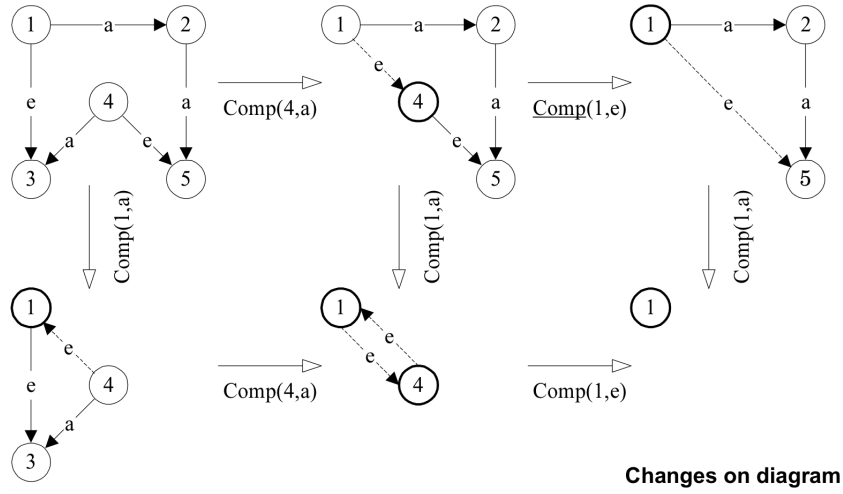 1 a 2 1 a 2 1 a 2
e 4 a e 4 a e a
a e e
3 5 5 5
Comp(4,a) Comp(1,e)
Comp(1,a) Comp(1,a) Comp(1,a)
1 1 1
e e e
e 4 e 4
a
3
Comp(4,a) Comp(1,e)
Changes on diagram